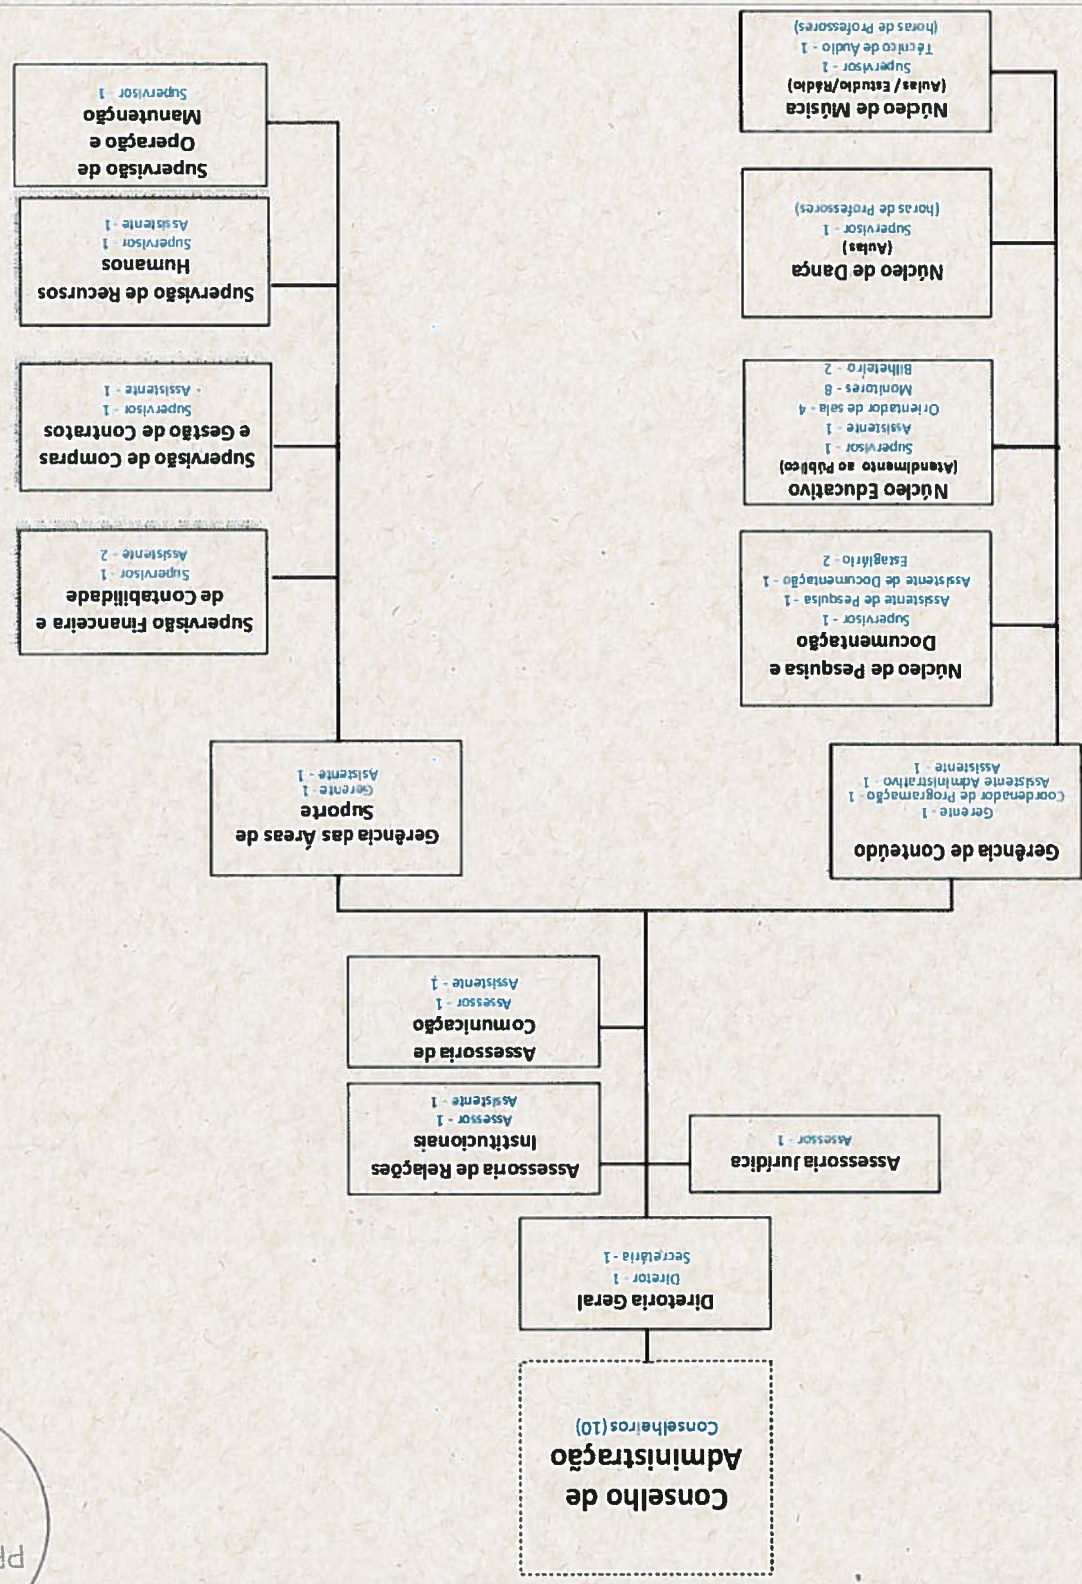 Conselho de
Administração
Conselheiros (10)
Diretoria Geral
Diretor - 1
Secretária - 1
Assessoria Jurídica
Assessor - 1
Assessoria de Relações
Institucionais
Assessor - 1
Assistente - 1
Assessoria de
Comunicação
Assessor - 1
Assistente - 1
Gerência de Conteúdo
Gerente - 1
Coordenador de Programação - 1
Assistente Administrativo - 1
Assistente - 1
Núcleo de Pesquisa e
Documentação
Supervisor - 1
Assistente de Pesquisa - 1
Assistente de Documentação - 1
Estagiário - 2
Núcleo Educativo
(Atendimento ao Público)
Supervisor - 1
Assistente - 1
Orientador de sala - 4
Monitores - 8
Bilheteiro - 2
Núcleo de Dança
(Aulas)
Supervisor - 1
(horas de Professores)
Núcleo de Música
(Aulas/ Estudio/Rádio)
Supervisor - 1
Técnico de Audio - 1
(horas de Professores)
Gerência das Áreas de
Suporte
Gerente - 1
Asistente - 1
Supervisão Financeira e
de Contabilidade
Supervisor - 1
Assistente - 2
Supervisão de Compras
e Gestão de Contratos
Supervisor - 1
Assistente - 1
Supervisão de Recursos
Humanos
Supervisor - 1
Assistente - 1
Supervisão de
Operação e
Manutenção
Supervisor - 1